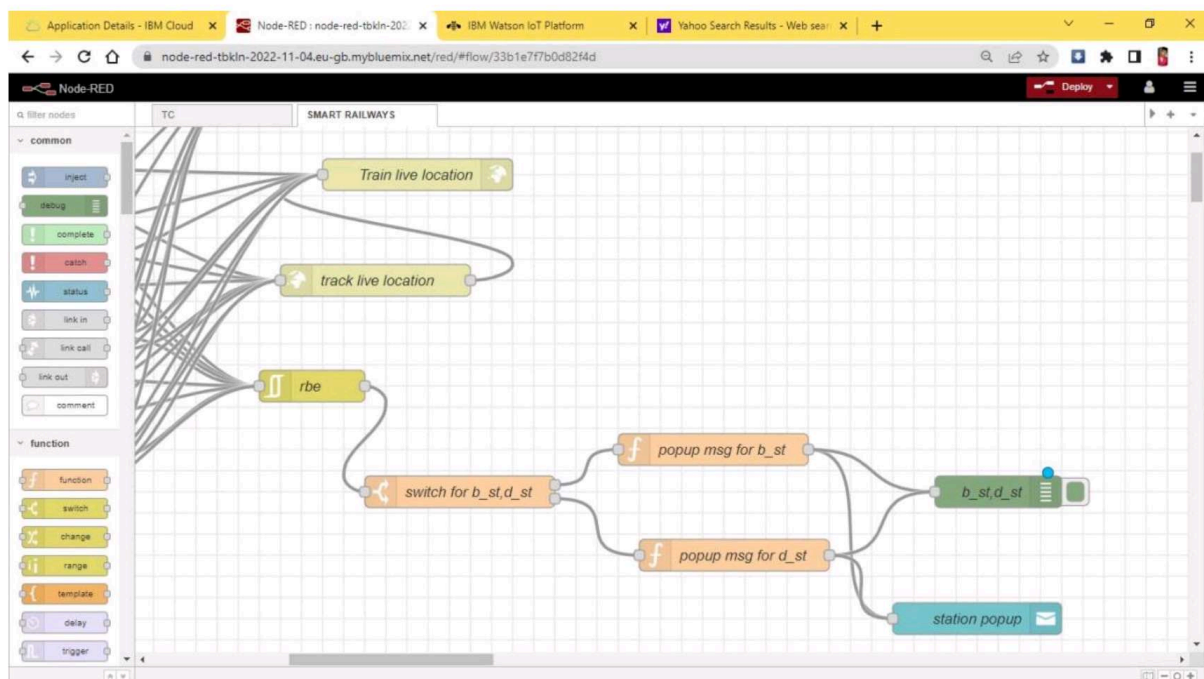 Application Details - IBM Cloud
Node-RED : node-red-tbkln-202
IBM Watson IoT Platform
Yahoo Search Results - Web sear
node-red-tbkln-2022-11-04.eu-gb.mybluemix.net/red/#flow/33b1e7f7b0d82f4d
Node-RED
Deploy
filter nodes
TC
SMART RAILWAYS
common
inject
debug
complete
catch
status
link in
link call
link out
comment
function
function
switch
change
range
template
delay
trigger
Train live location
track live location
rbe
switch for b_st,d_st
popup msg for b_st
popup msg for d_st
b_st,d_st
station popup